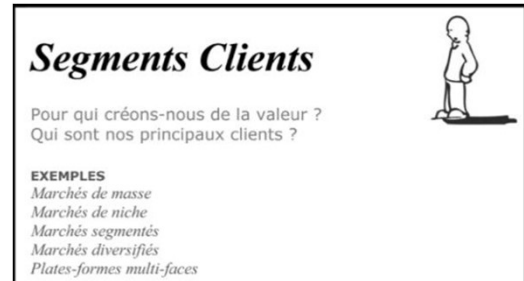 Segments Clients
Pour qui créons-nous de la valeur ?
Qui sont nos principaux clients ?
EXEMPLES
Marchés de masse
Marchés de niche
Marchés segmentés
Marchés diversifiés
Plates-formes multi-faces